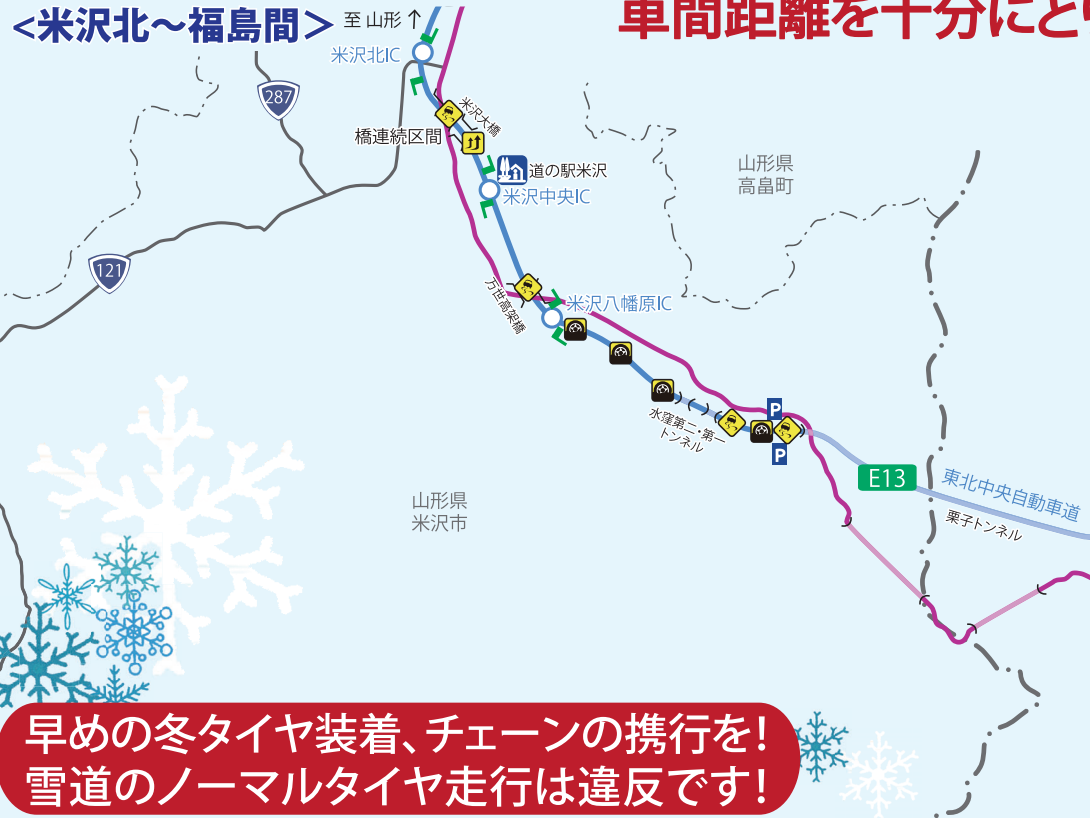 <米沢北～福島間>
至 山形 ↑
車間距離を十分にと
米沢北IC
287
米沢大橋
橋連続区間
道の駅米沢
米沢中央IC
山形県
高畠町
121
万世高架橋
米沢八幡原IC
水窪第二・第一
トンネル
P
P
E13
東北中央自動車道
栗子トンネル
山形県
米沢市
早めの冬タイヤ装着、チェーンの携行を!
雪道のノーマルタイヤ走行は違反です!